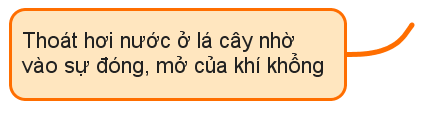 Thoát hơi nước ở lá cây nhờ
vào sự đóng, mở của khí khổng